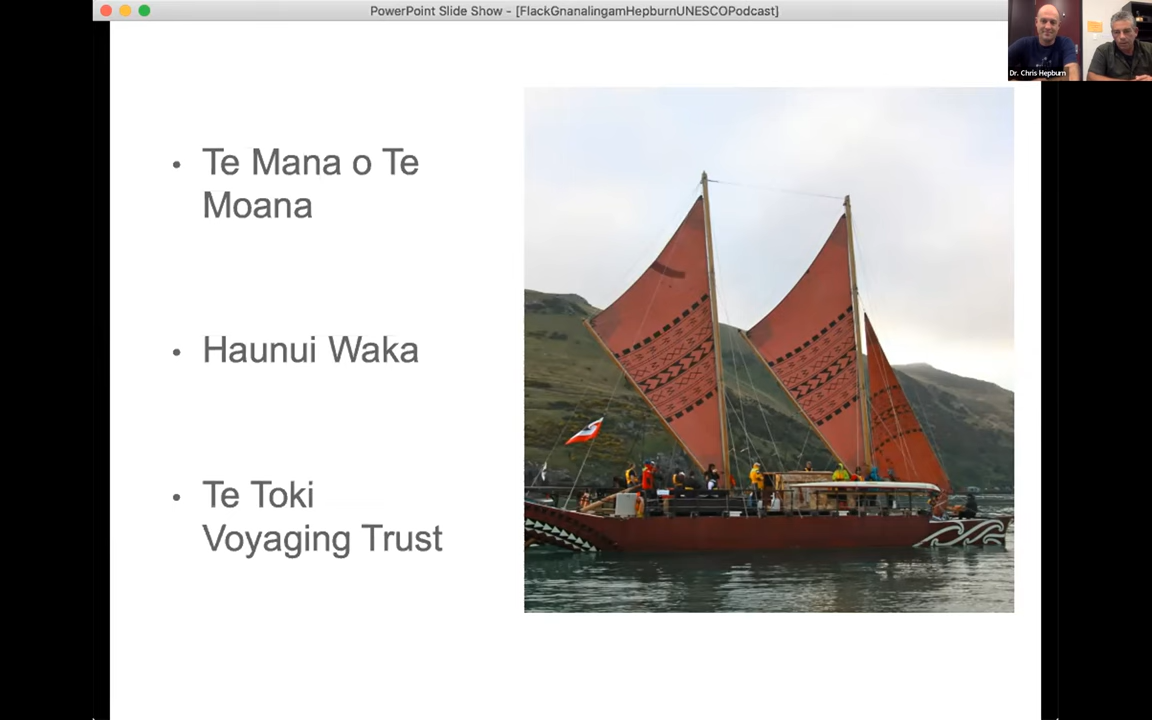 PowerPoint Slide Show - [FlackGnanalingamHepburnUNESCOPodcast]
Dr. Chris Hepburn
• Te Mana o Te
Moana
• Haunui Waka
• Te Toki
Voyaging Trust